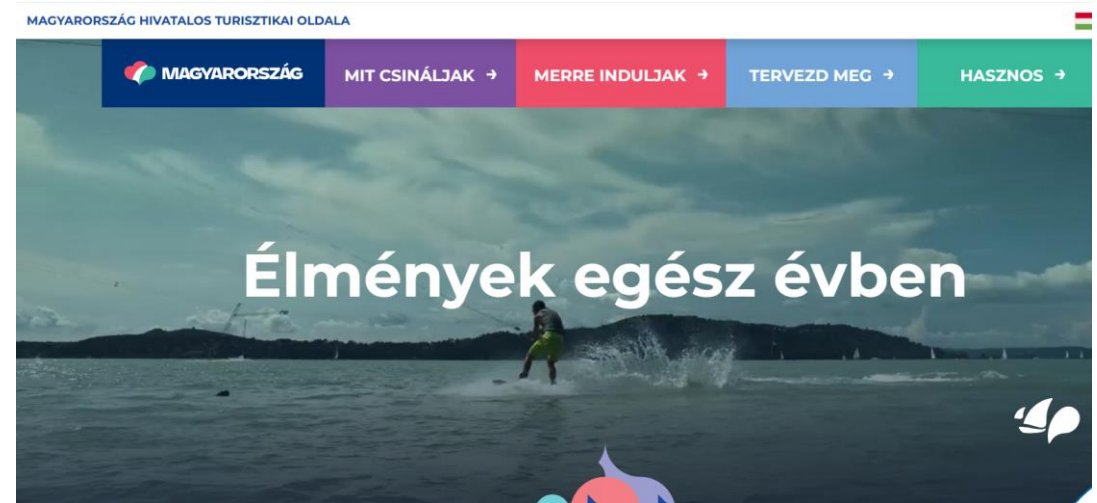 MAGYARORSZÁG HIVATALOS TURISZTIKAI OLDALA
MAGYARORSZÁG MIT CSINÁLJAK → MERRE INDULJAK → TERVEZD MEG → HASZNOS →
Élmények egész évben